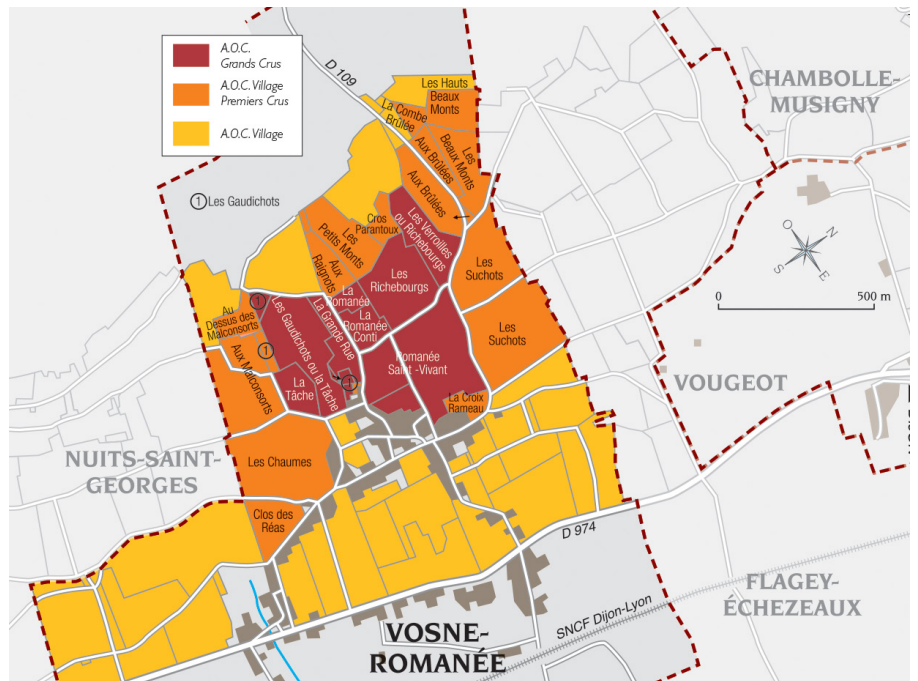 A.O.C.
Grands Crus
A.O.C. Village
Premiers Crus
A.O.C. Village
D 109
Les Hauts
Beaux
Monts
La Combe
Brûlée
Les
Beaux Monts
Aux Brûlées
Aux Brûlées
CHAMBOLLE-
MUSIGNY
1 Les Gaudichots
Cros
Parantoux
Les Verroilles
ou Richebourgs
Les
Petits Monts
Aux
Raignots
Les
Richebourgs
Les
Suchots
O
N
S
E
0
500 m
La
Romanée
La
Romanée
Conti
La Grande Rue
Les Gaudichots ou la Tâche
1
Au
Dessus des
Malconsorts
1
Aux Malconsorts
Les
Suchots
Romanée
Saint -Vivant
La
Tâche
1
La Croix
Rameau
VOUGEOT
NUITS-SAINT-
GEORGES
Les Chaumes
Clos des
Réas
D 974
FLAGEY-
ÉCHEZEAUX
SNCF Dijon-Lyon
VOSNE-
ROMANÉE